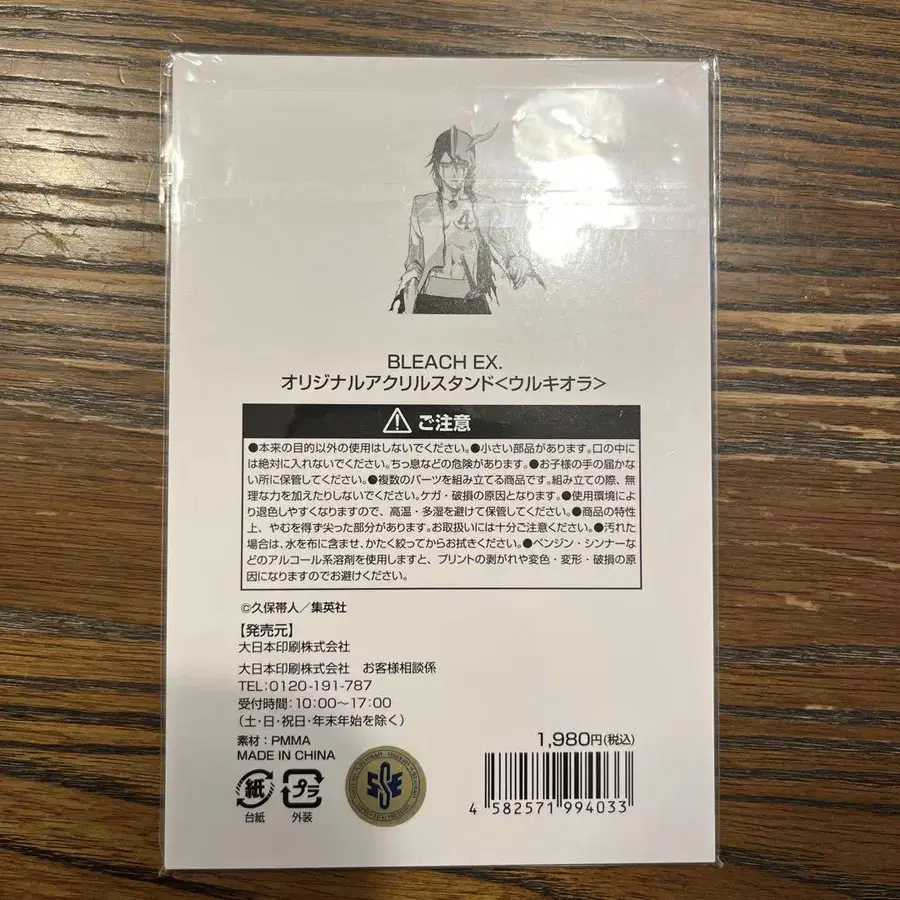 BLEACH EX.
オリジナルアクリルスタンド<ウルキオラ>
ご注意
●本来の目的以外の使用はしないでください。●小さい部品があります。口の中に
は絶対に入れないでください。ちっ息などの危険があります。●お子様の手の届かな
い所に保管してください。●複数のパーツを組み立てる商品です。組み立ての際、無
理な力を加えたりしないでください。ケガ・破損の原因となります。●使用環境によ
り退色しやすくなりますので、高温・多湿を避けて保管してください。●商品の特性
上、やむを得ず尖った部分があります。お取扱いには十分ご注意ください。●汚れた
場合は、水を布に含ませ、かたく絞ってからお拭きください。●ベンジン・シンナーな
どのアルコール系溶剤を使用しますと、プリントの剥がれや変色・変形・破損の原
因になりますのでお避けください。
©久保帯人/集英社
【発売元】
大日本印刷株式会社
大日本印刷株式会社 お客様相談係
TEL:0120-191-787
受付時間:10:00〜17:00
(土・日・祝日・年末年始を除く)
素材:PMMA
MADE IN CHINA
紙
台紙
プラ
外装
1,980円(税込)
4 582571 994033